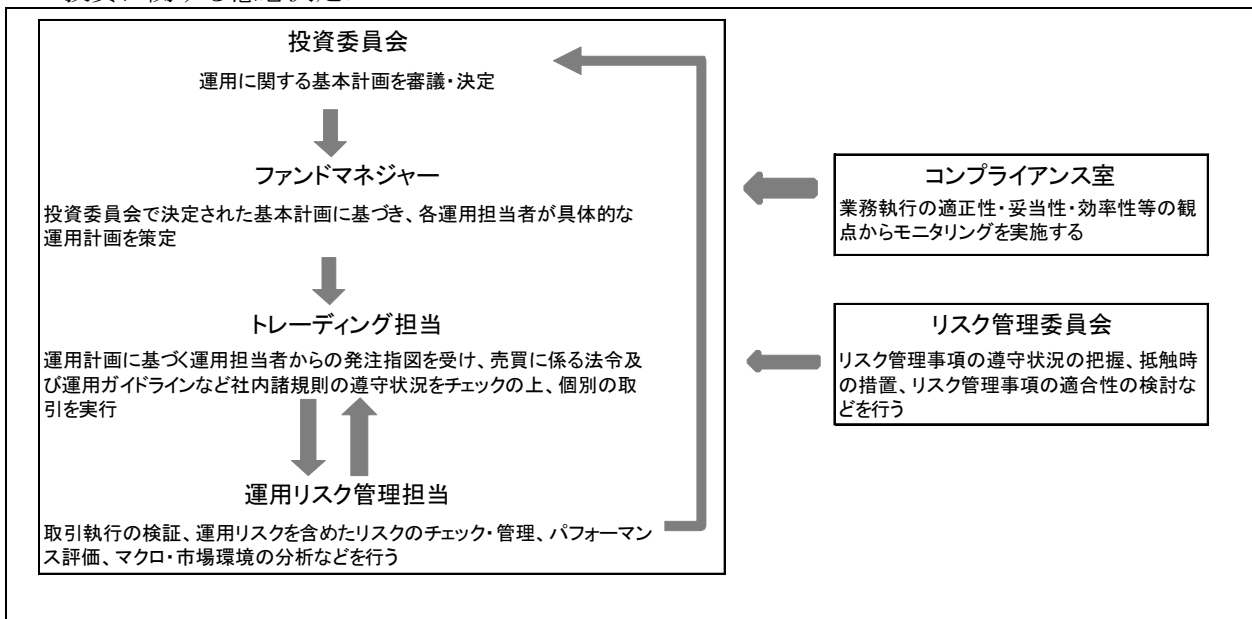 投資委員会
運用に関する基本計画を審議・決定
ファンドマネジャー
投資委員会で決定された基本計画に基づき、各運用担当者が具体的な
運用計画を策定
トレーディング担当
運用計画に基づく運用担当者からの発注指図を受け、売買に係る法令及
び運用ガイドラインなど社内諸規則の遵守状況をチェックの上、個別の取
引を実行
運用リスク管理担当
取引執行の検証、運用リスクを含めたリスクのチェック・管理、パフォーマン
ス評価、マクロ・市場環境の分析などを行う
コンプライアンス室
業務執行の適正性・妥当性・効率性等の観
点からモニタリングを実施する
リスク管理委員会
リスク管理事項の遵守状況の把握、抵触時
の措置、リスク管理事項の適合性の検討な
どを行う